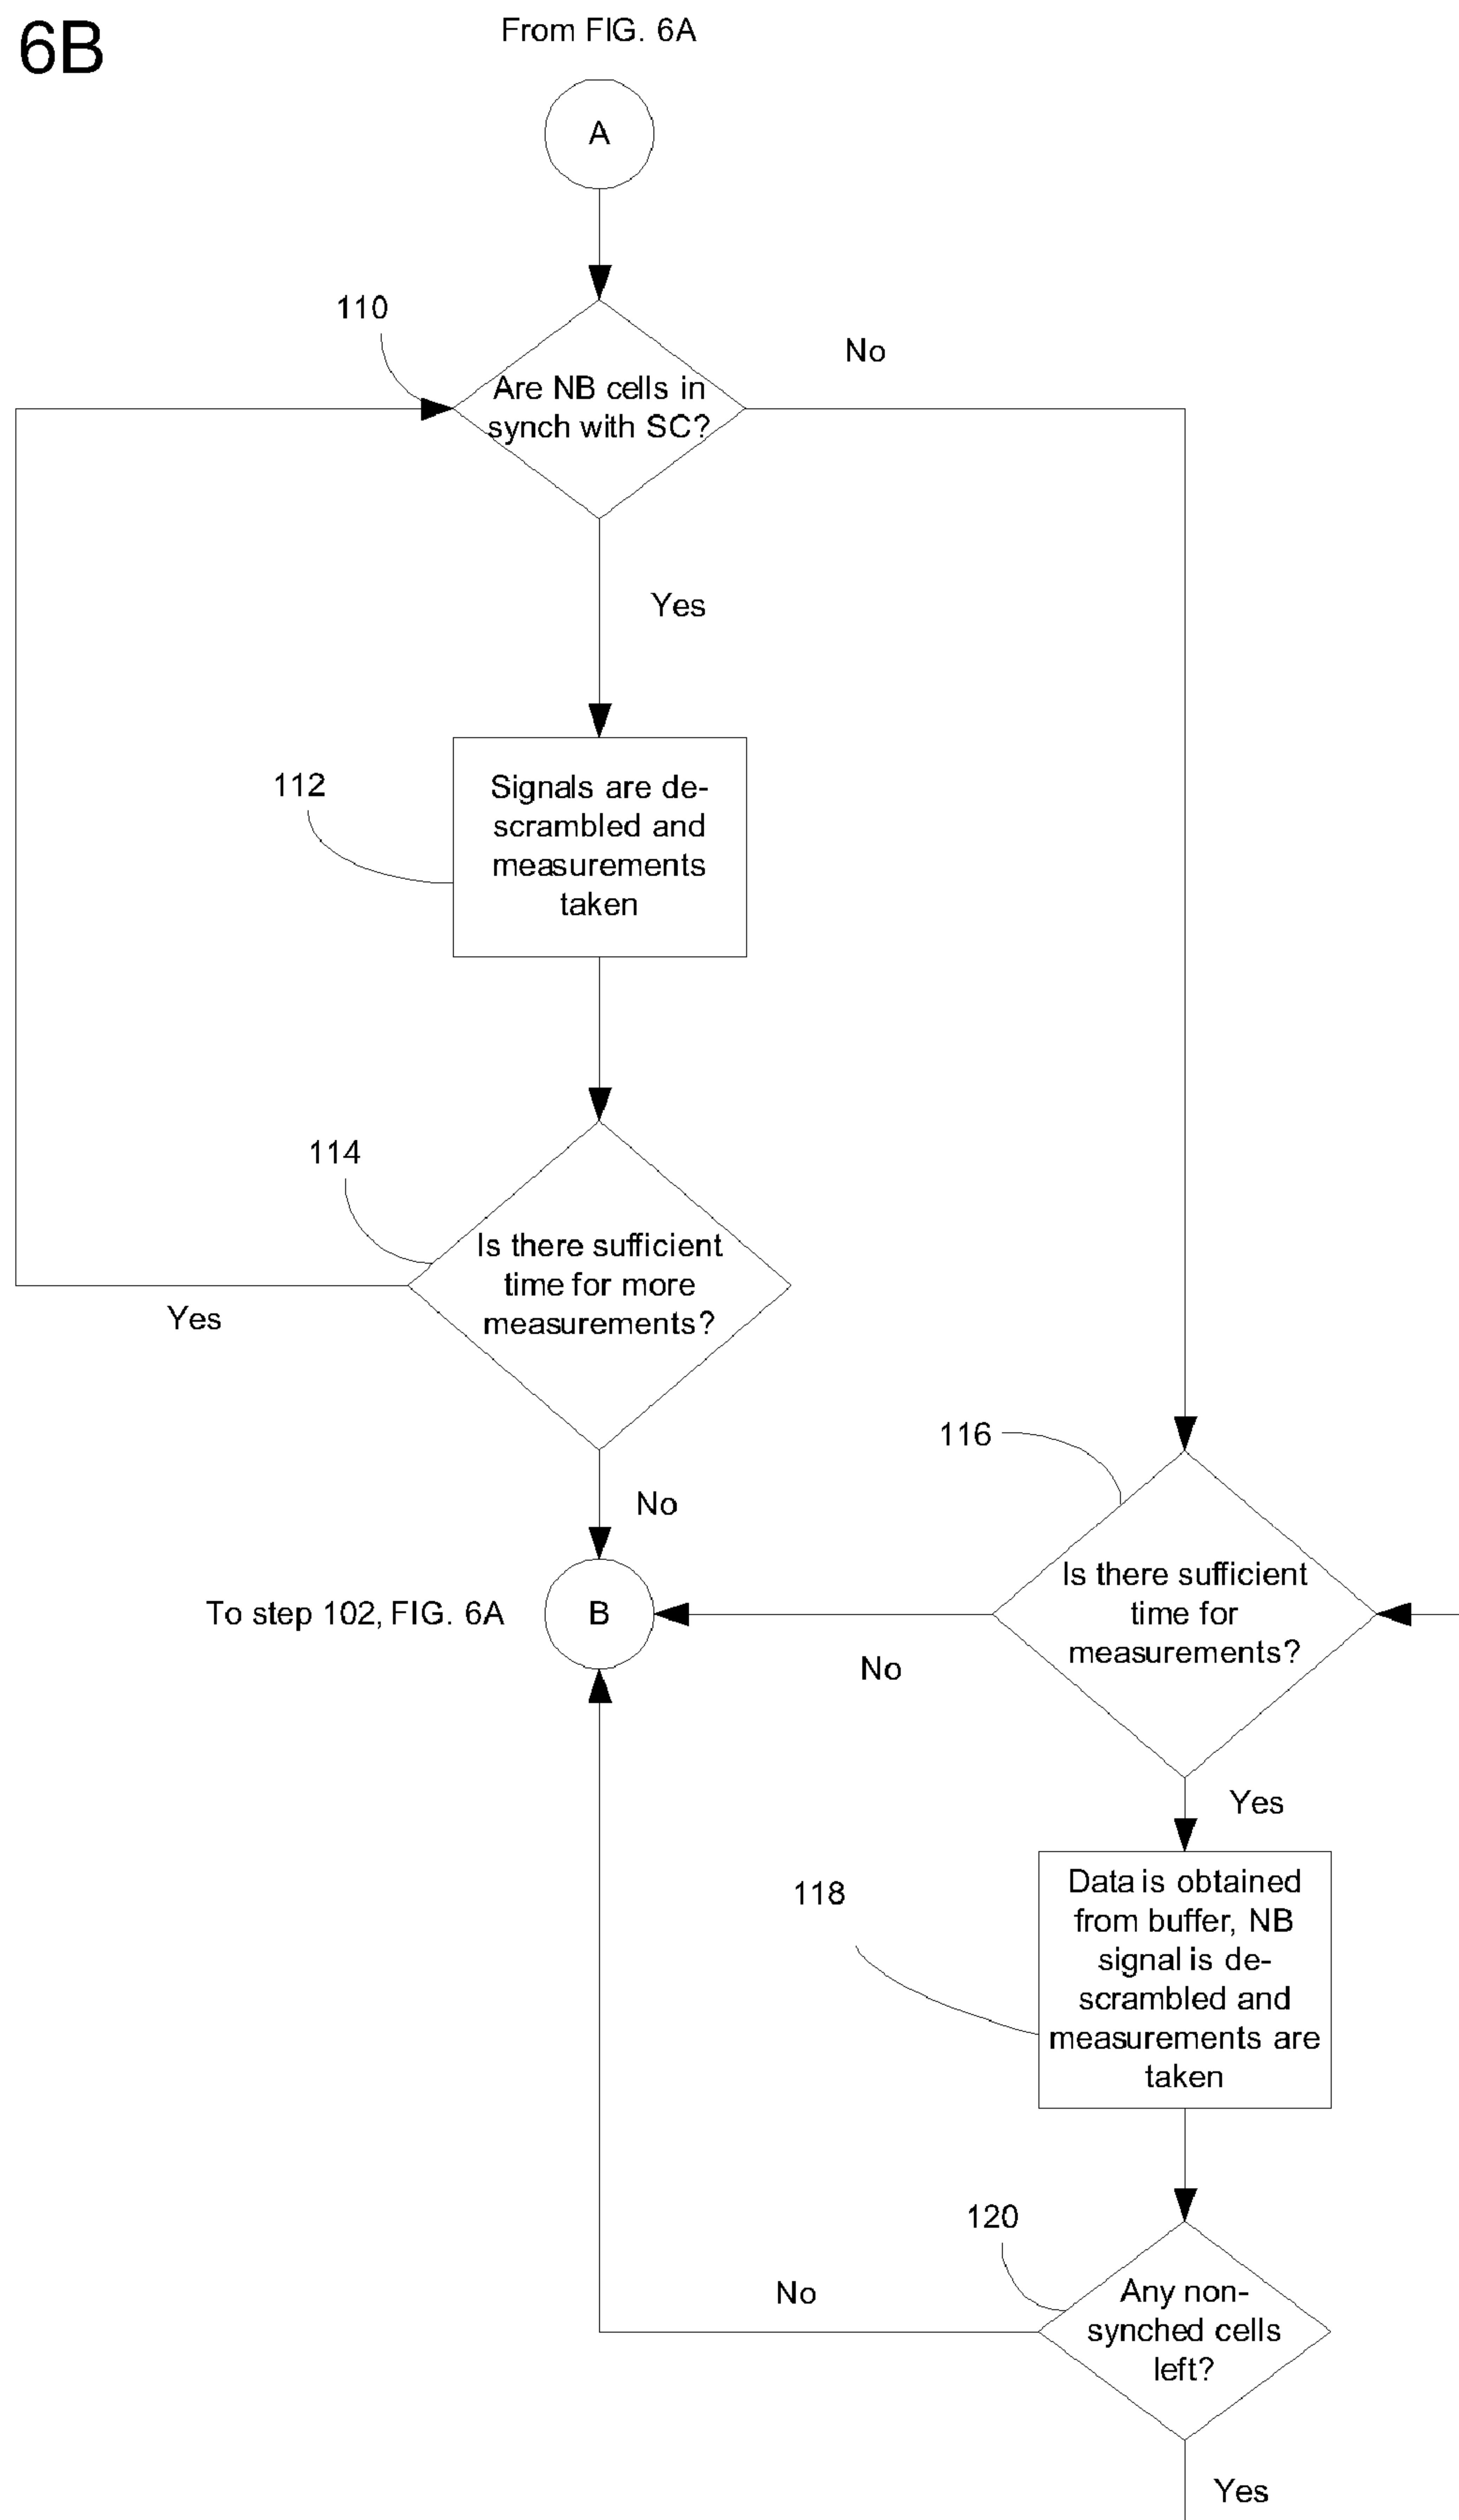 6B
From FIG. 6A
A
110
No
Are NB cells in
synch with SC?
Yes
112
Signals are de-
scrambled and
measurements
taken
114
Is there sufficient
time for more
measurements?
Yes
116
No
Is there sufficient
time for
measurements?
To step 102, FIG. 6A
B
No
Yes
118
Data is obtained
from buffer, NB
signal is de-
scrambled and
measurements are
taken
120
No
Any non-
synched cells
left?
Yes